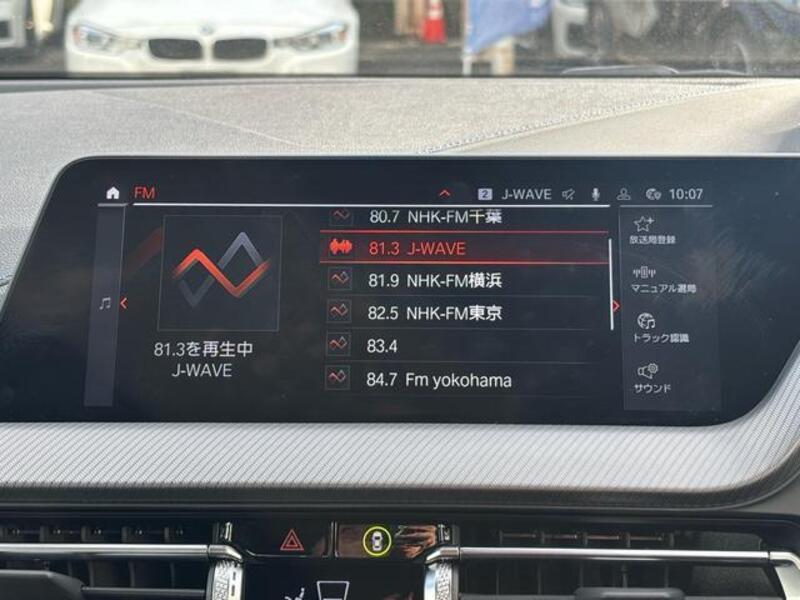 FM
2 J-WAVE 10:07
80.7 NHK-FM千葉
81.3 J-WAVE
81.9 NHK-FM横浜
82.5 NHK-FM東京
83.4
84.7 Fm yokohama
81.3を再生中
J-WAVE
放送局登録
マニュアル選局
トラック認識
サウンド